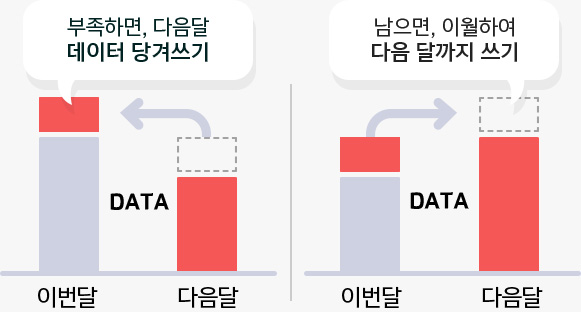 부족하면, 다음달
데이터 당겨쓰기
DATA
이번달
다음달
남으면, 이월하여
다음 달까지 쓰기
DATA
이번달
다음달